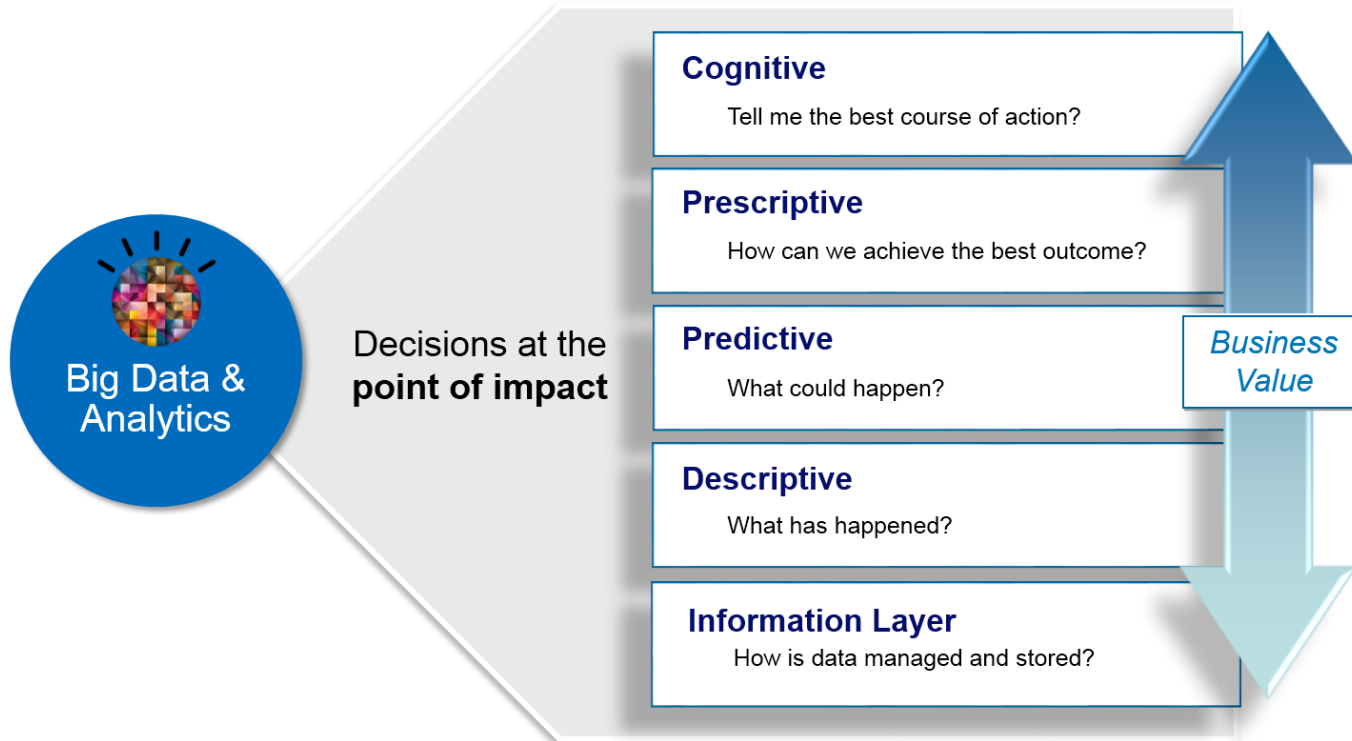 Big Data &
Analytics
Decisions at the
point of impact
Cognitive
Tell me the best course of action?
Prescriptive
How can we achieve the best outcome?
Predictive
What could happen?
Descriptive
What has happened?
Information Layer
How is data managed and stored?
Business
Value